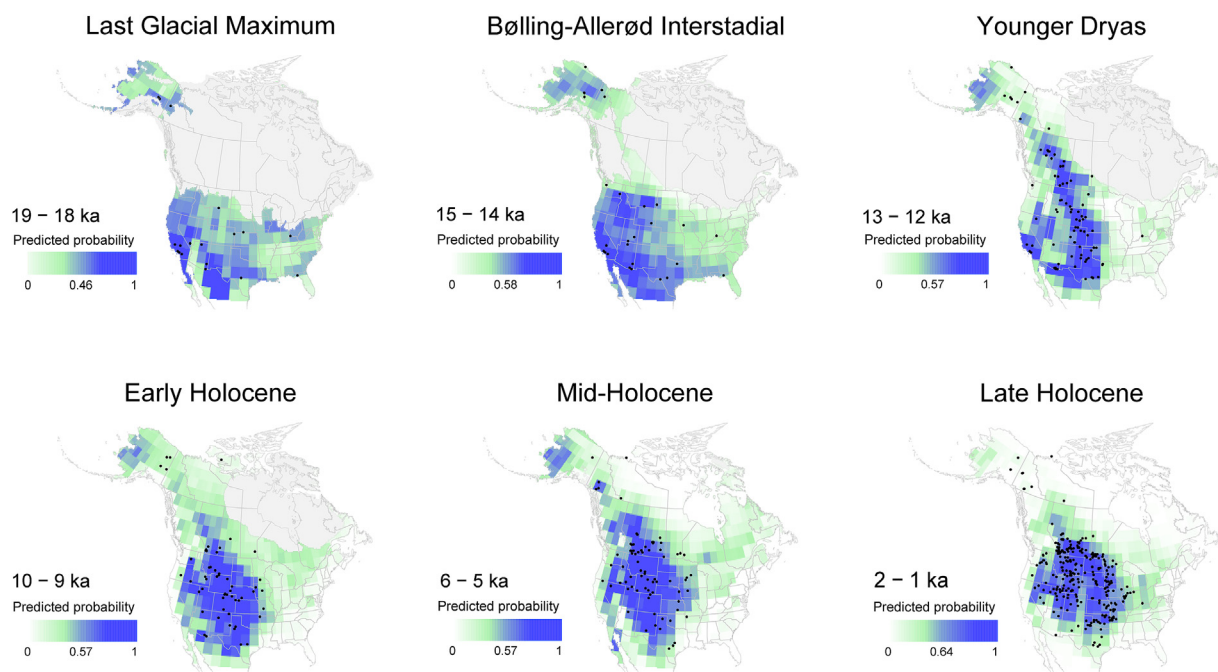 Last Glacial Maximum
19 – 18 ka
Predicted probability
0 0.46 1
Bølling-Allerød Interstadial
15 – 14 ka
Predicted probability
0 0.58 1
Younger Dryas
13 – 12 ka
Predicted probability
0 0.57 1
Early Holocene
10 – 9 ka
Predicted probability
0 0.57 1
Mid-Holocene
6 – 5 ka
Predicted probability
0 0.57 1
Late Holocene
2 – 1 ka
Predicted probability
0 0.64 1